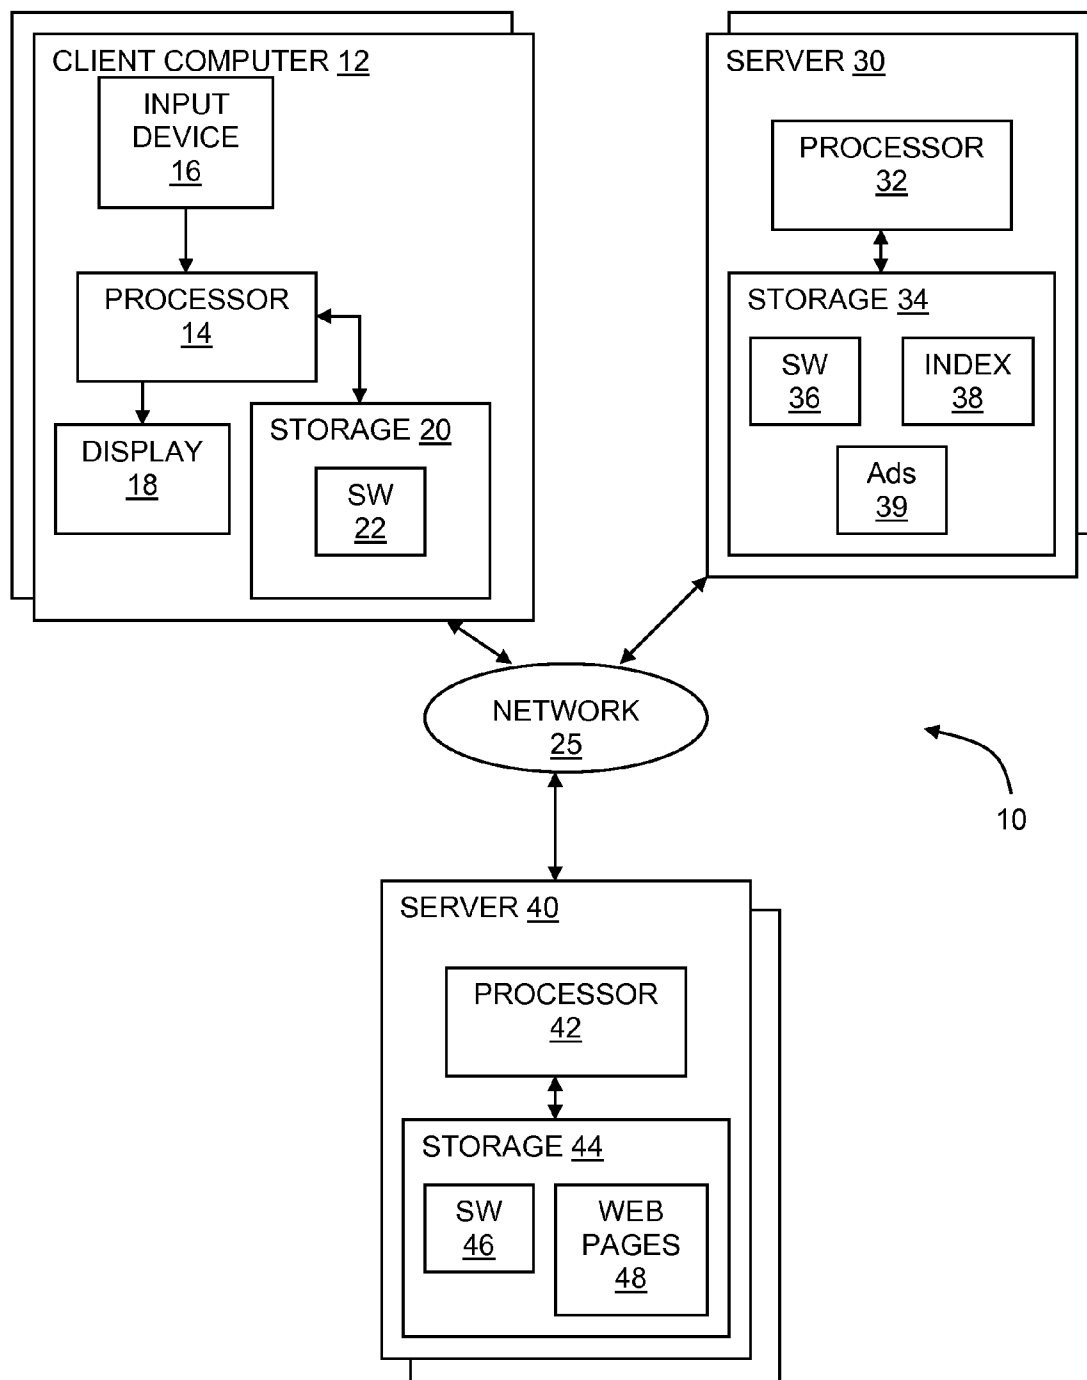 CLIENT COMPUTER 12
INPUT
DEVICE
16
PROCESSOR
14
DISPLAY
18
STORAGE 20
SW
22
SERVER 30
PROCESSOR
32
STORAGE 34
SW
36
INDEX
38
Ads
39
NETWORK
25
10
SERVER 40
PROCESSOR
42
STORAGE 44
SW
46
WEB
PAGES
48